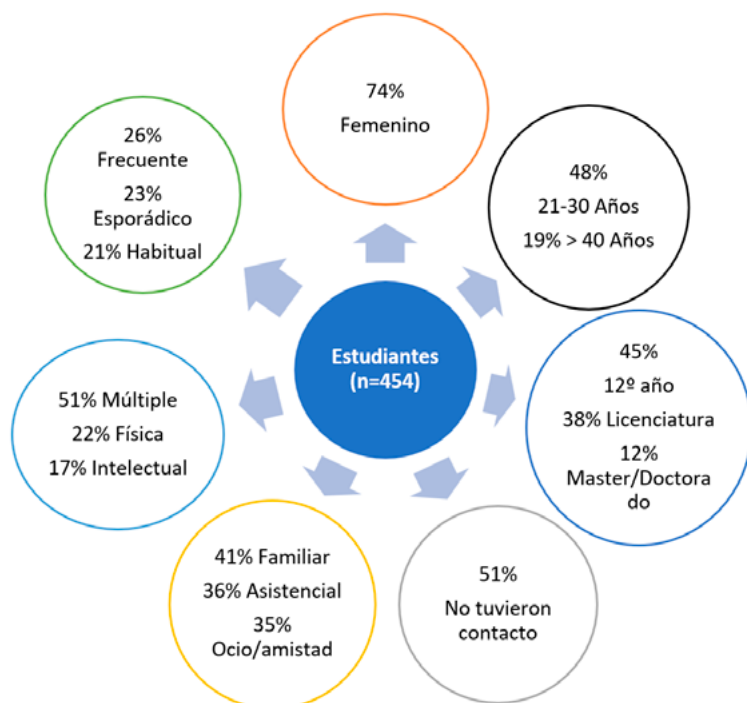 74%
Femenino
48%
21-30 Años
19% > 40 Años
45%
12º año
38% Licenciatura
12%
Master/Doctora
do
51%
No tuvieron
contacto
41% Familiar
36% Asistencial
35%
Ocio/amistad
51% Múltiple
22% Física
17% Intelectual
26%
Frecuente
23%
Esporádico
21% Habitual
Estudiantes
(n=454)